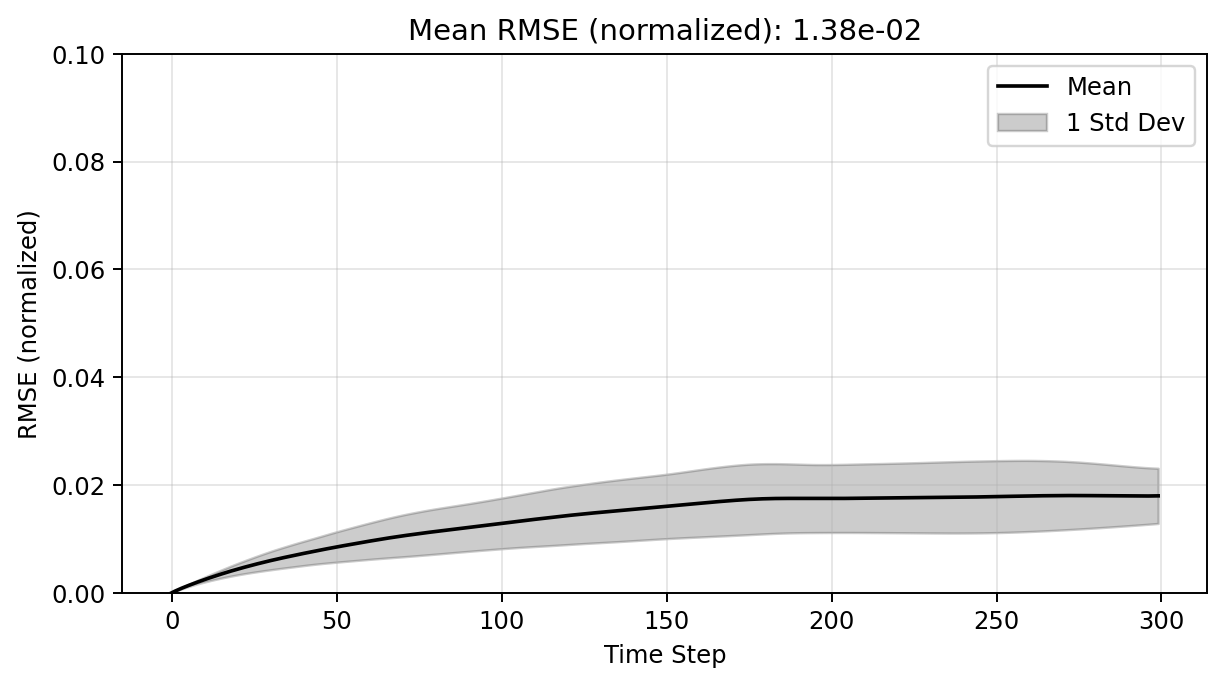 Mean RMSE (normalized): 1.38e-02
Mean
1 Std Dev
RMSE (normalized)
0.10
0.08
0.06
0.04
0.02
0.00
0 50 100 150 200 250 300
Time Step